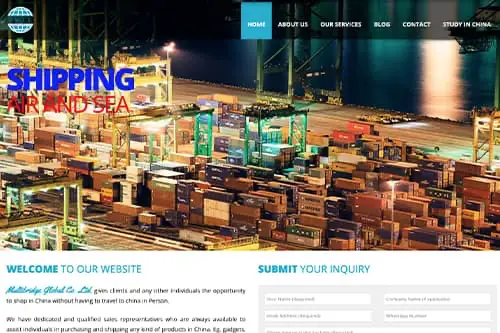 HOME ABOUT US OUR SERVICES BLOG CONTACT STUDY IN CHINA
SHIPPING
AIR AND SEA
WELCOME TO OUR WEBSITE
Multibridge Global Co. Ltd. gives clients and any other individuals the opportunity
to shop in China without having to travel to china in Person.
We have dedicated and qualified sales representatives who are always available to
assist individuals in purchasing and shipping any kind of products in China. Eg, gadgets,
SUBMIT YOUR INQUIRY
Your Name (Required)
Company Name (if applicable)
Email Address (Required)
WhatsApp Number